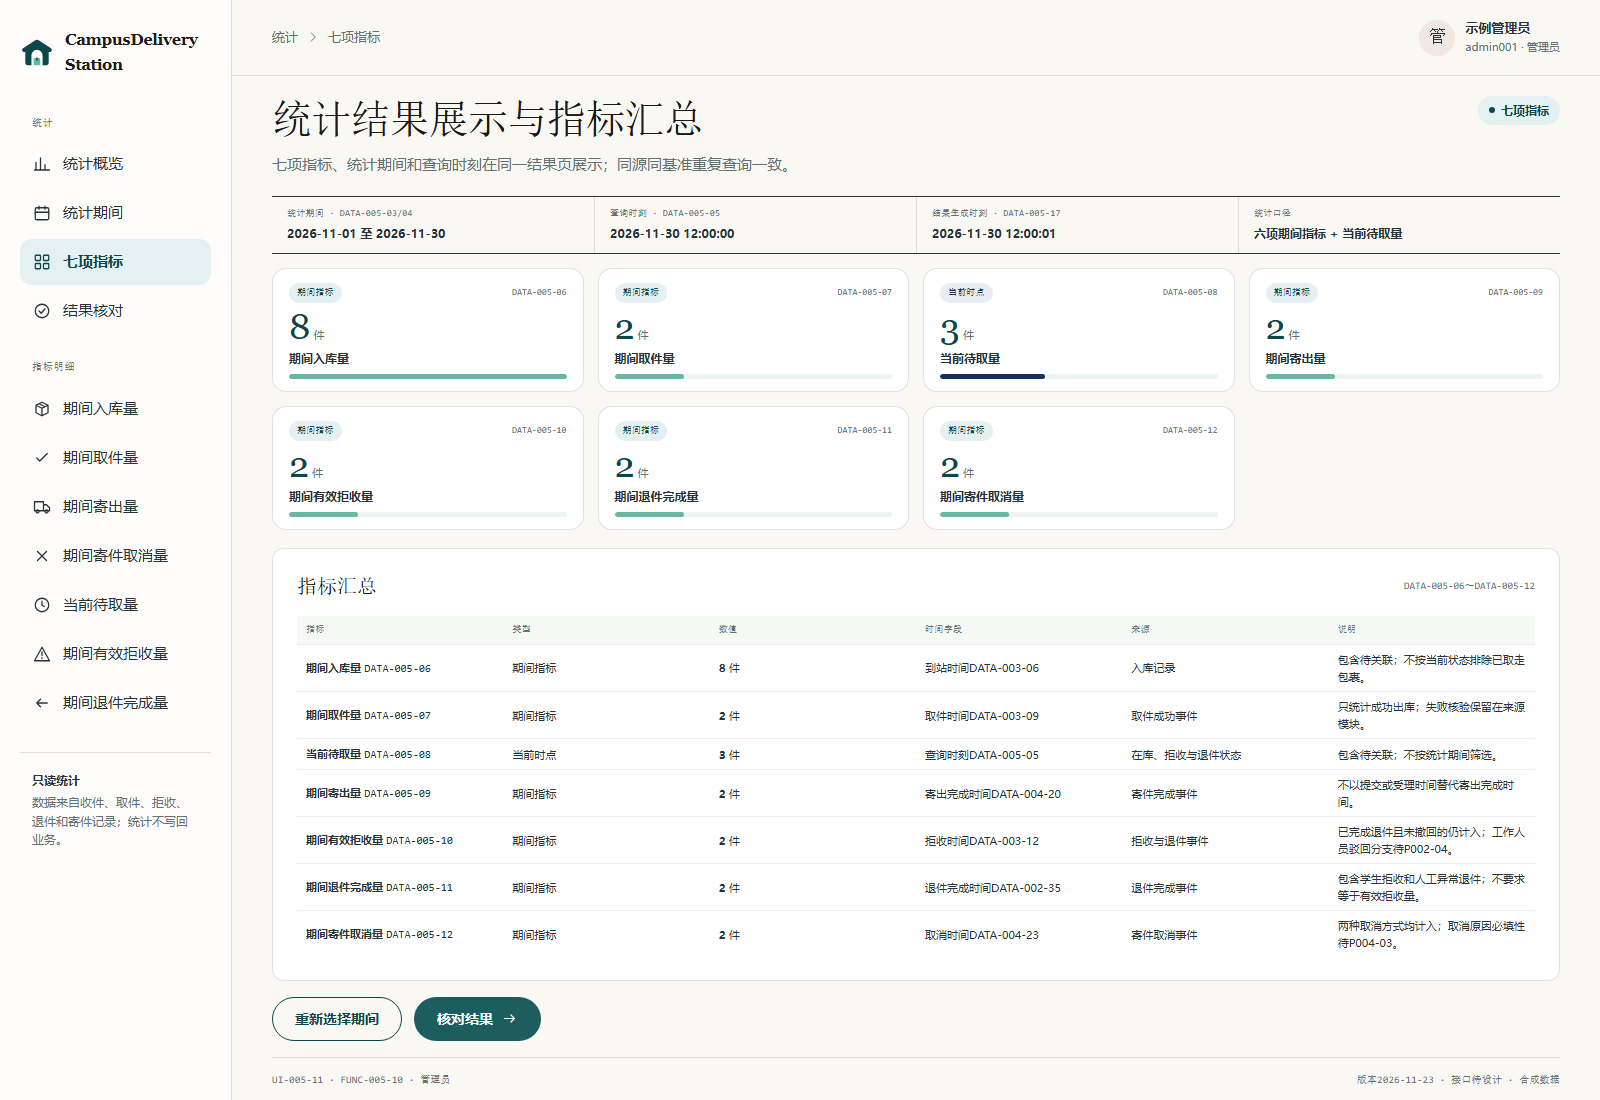 CampusDelivery
Station
统计
统计概览
统计期间
七项指标
结果核对
指标明细
期间入库量
期间取件量
期间寄出量
期间寄件取消量
当前待取量
期间有效拒收量
期间退件完成量
只读统计
数据来自收件、取件、拒收、
退件和寄件记录；统计不写回
业务。
统计 > 七项指标
管
示例管理员
admin001 · 管理员
统计结果展示与指标汇总
七项指标
七项指标、统计期间和查询时刻在同一结果页展示；同源同基准重复查询一致。
统计期间 · DATA-005-03/04
2026-11-01 至 2026-11-30
查询时刻 · DATA-005-05
2026-11-30 12:00:00
结果生成时刻 · DATA-005-17
2026-11-30 12:00:01
统计口径
六项期间指标 + 当前待取量
期间指标 DATA-005-06
8 件
期间入库量
期间指标 DATA-005-07
2 件
期间取件量
当前时点 DATA-005-08
3 件
当前待取量
期间指标 DATA-005-09
2 件
期间寄出量
期间指标 DATA-005-10
2 件
期间有效拒收量
期间指标 DATA-005-11
2 件
期间退件完成量
期间指标 DATA-005-12
2 件
期间寄件取消量
指标汇总 DATA-005-06~DATA-005-12
指标 类型 数值 时间字段 来源 说明
期间入库量 DATA-005-06 期间指标 8 件 到站时间DATA-003-06 入库记录 包含待关联；不按当前状态排除已取走
包裹。
期间取件量 DATA-005-07 期间指标 2 件 取件时间DATA-003-09 取件成功事件 只统计成功出库；失败核验保留在来源
模块。
当前待取量 DATA-005-08 当前时点 3 件 查询时刻DATA-005-05 在库、拒收与退件状态 包含待关联；不按统计期间筛选。
期间寄出量 DATA-005-09 期间指标 2 件 寄出完成时间DATA-004-20 寄件完成事件 不以提交或受理时间替代寄出完成时
间。
期间有效拒收量 DATA-005-10 期间指标 2 件 拒收时间DATA-003-12 拒收与退件事件 已完成退件且未撤回的仍计入；工作人
员驳回分支待P002-04。
期间退件完成量 DATA-005-11 期间指标 2 件 退件完成时间DATA-002-35 退件完成事件 包含学生拒收和人工异常退件；不要求
等于有效拒收量。
期间寄件取消量 DATA-005-12 期间指标 2 件 取消时间DATA-004-23 寄件取消事件 两种取消方式均计入；取消原因必填性
待P004-03。
重新选择期间
核对结果 →
UI-005-11 · FUNC-005-10 · 管理员
版本2026-11-23 · 接口待设计 · 合成数据